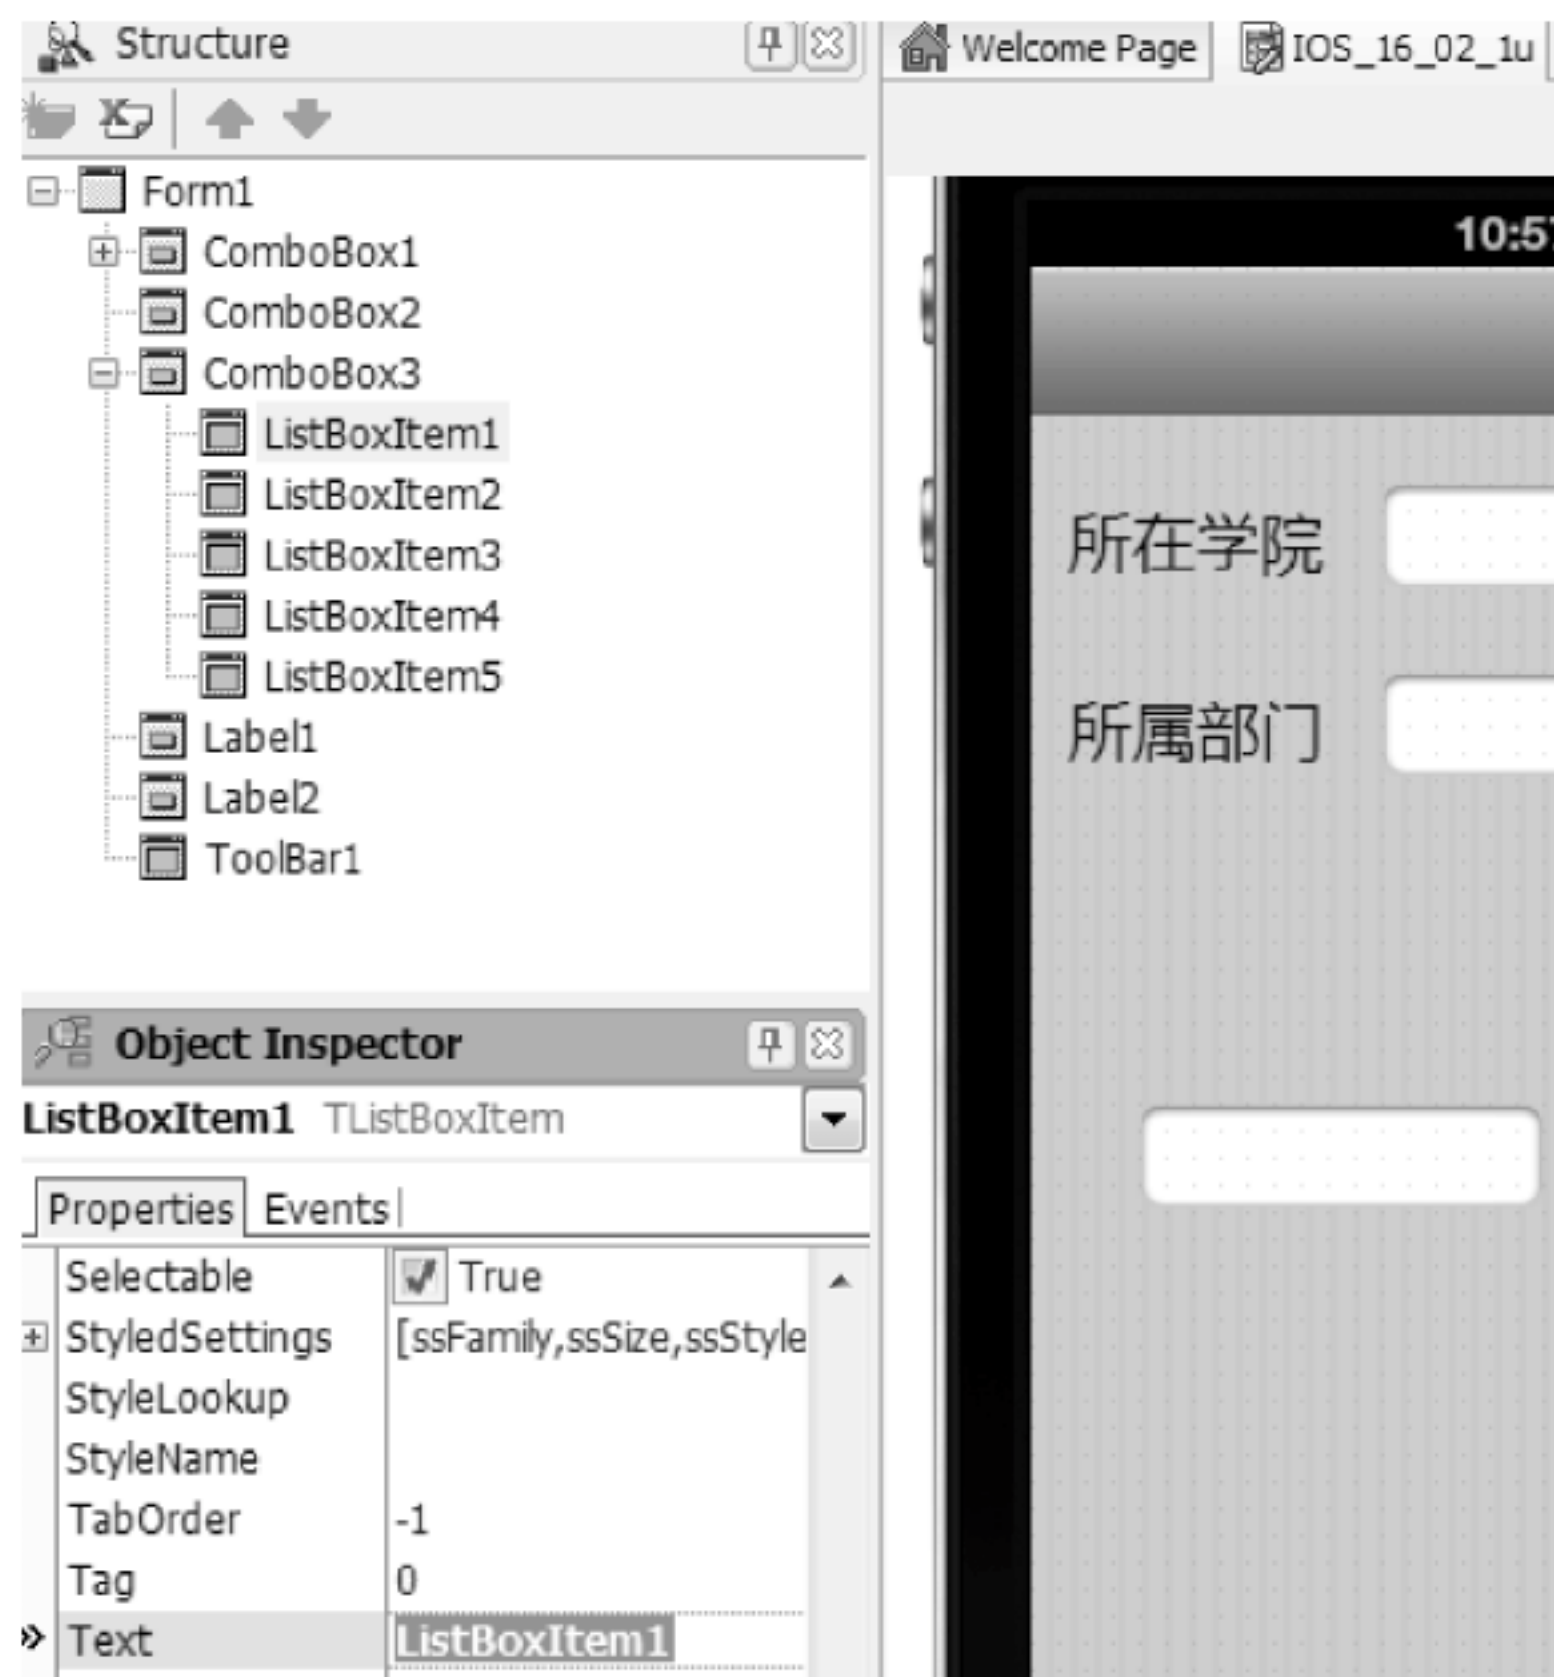 Structure
Form1
ComboBox1
ComboBox2
ComboBox3
ListBoxItem1
ListBoxItem2
ListBoxItem3
ListBoxItem4
ListBoxItem5
Label1
Label2
ToolBar1
Object Inspector
ListBoxItem1 TListBoxItem
Properties Events
Selectable True
StyledSettings [ssFamily,ssSize,ssStyle
StyleLookup
StyleName
TabOrder -1
Tag 0
Text ListBoxItem1
Welcome Page IOS_16_02_1u
10:57
所在学院
所属部门